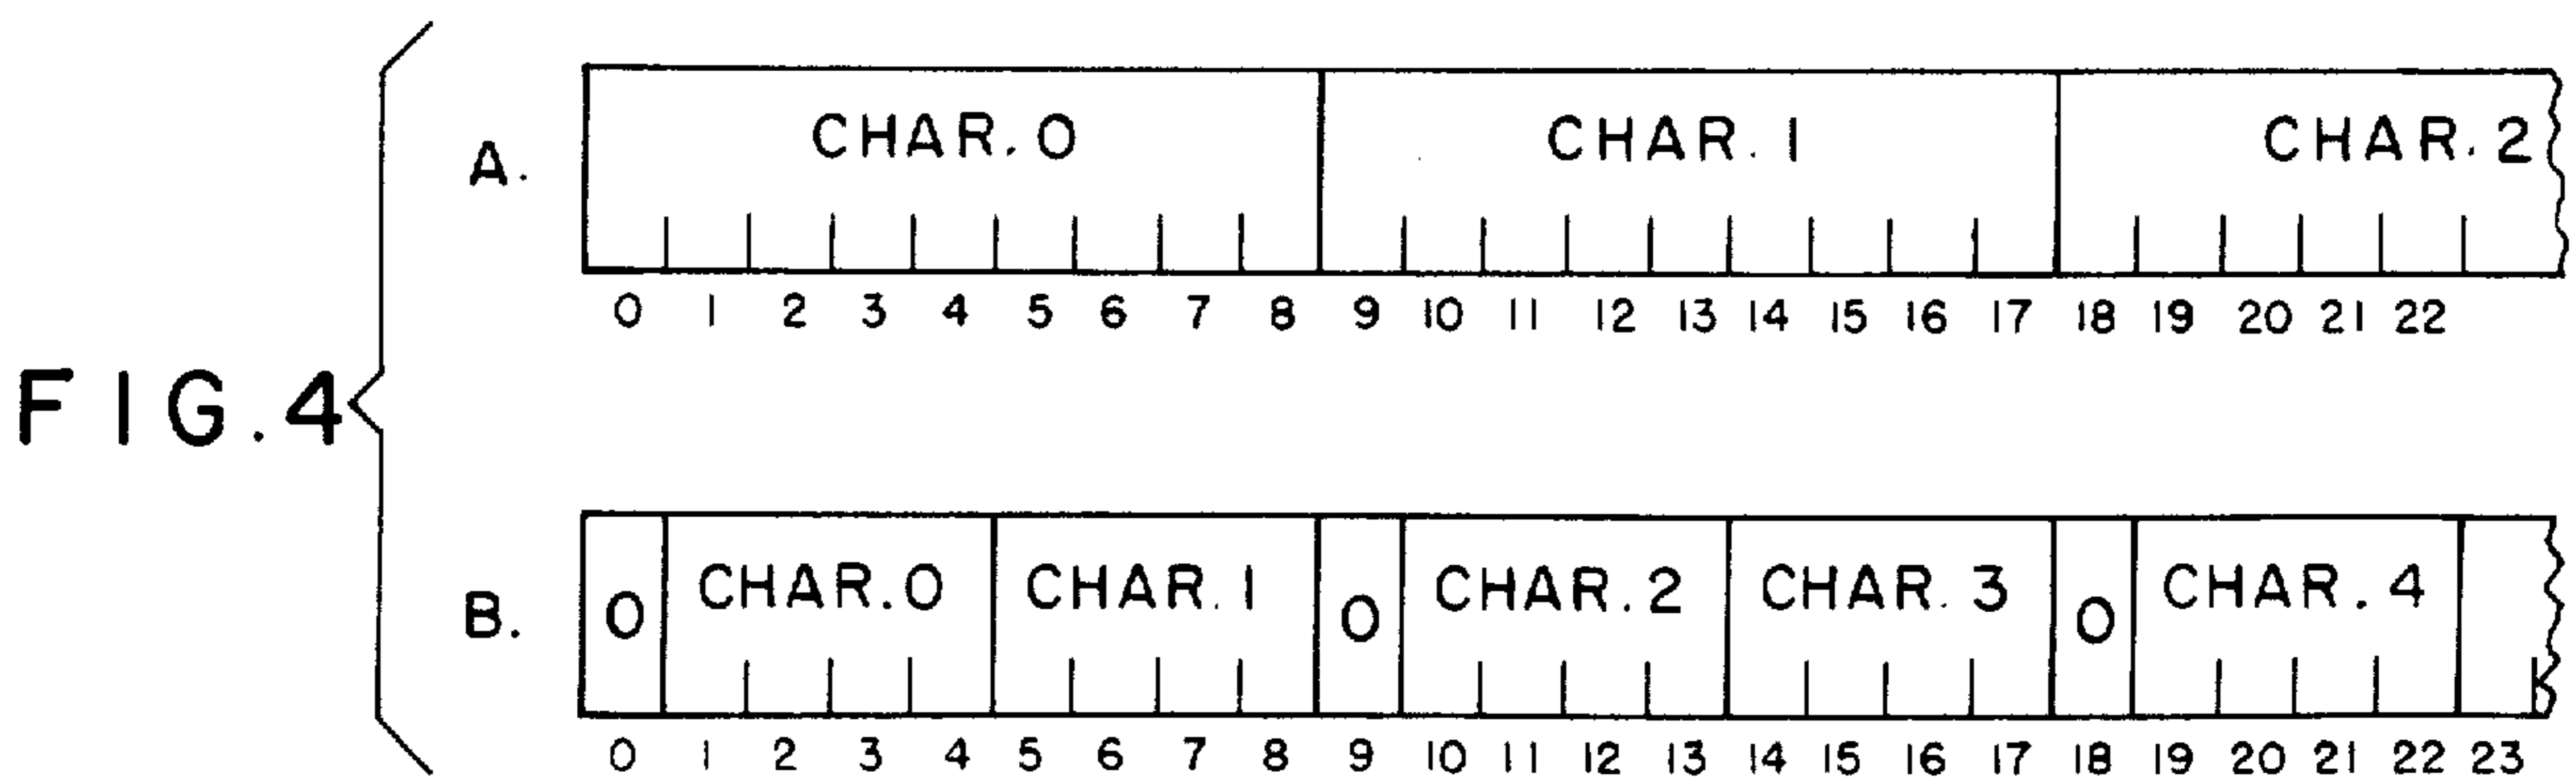 FIG. 4
A.
CHAR. 0 CHAR. 1 CHAR. 2
0 1 2 3 4 5 6 7 8 9 10 11 12 13 14 15 16 17 18 19 20 21 22
B.
0 CHAR. 0 CHAR. 1 0 CHAR. 2 CHAR. 3 0 CHAR. 4
0 1 2 3 4 5 6 7 8 9 10 11 12 13 14 15 16 17 18 19 20 21 22 23